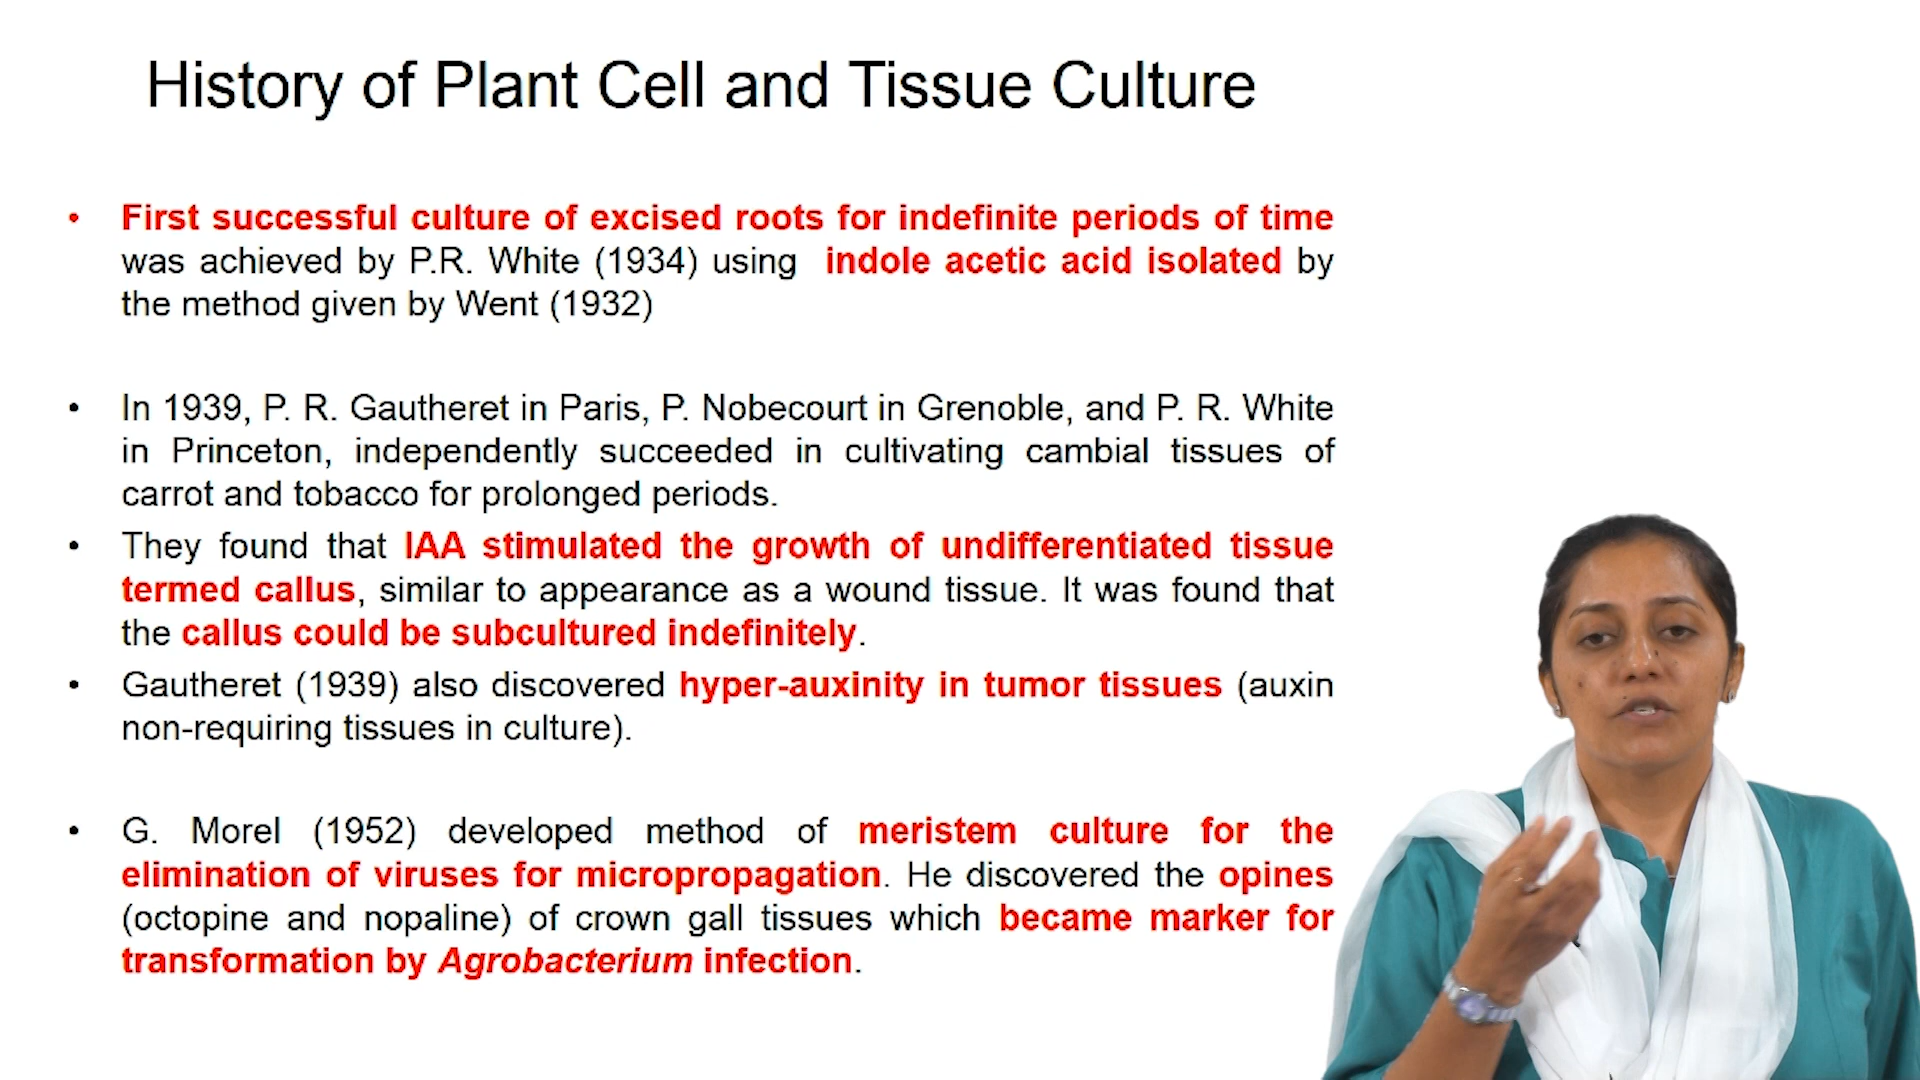 History of Plant Cell and Tissue Culture
• First successful culture of excised roots for indefinite periods of time
was achieved by P.R. White (1934) using indole acetic acid isolated by
the method given by Went (1932)
• In 1939, P. R. Gautheret in Paris, P. Nobecourt in Grenoble, and P. R. White
in Princeton, independently succeeded in cultivating cambial tissues of
carrot and tobacco for prolonged periods.
• They found that IAA stimulated the growth of undifferentiated tissue
termed callus, similar to appearance as a wound tissue. It was found that
the callus could be subcultured indefinitely.
• Gautheret (1939) also discovered hyper-auxinity in tumor tissues (auxin
non-requiring tissues in culture).
• G. Morel (1952) developed method of meristem culture for the
elimination of viruses for micropropagation. He discovered the opines
(octopine and nopaline) of crown gall tissues which became marker for
transformation by Agrobacterium infection.